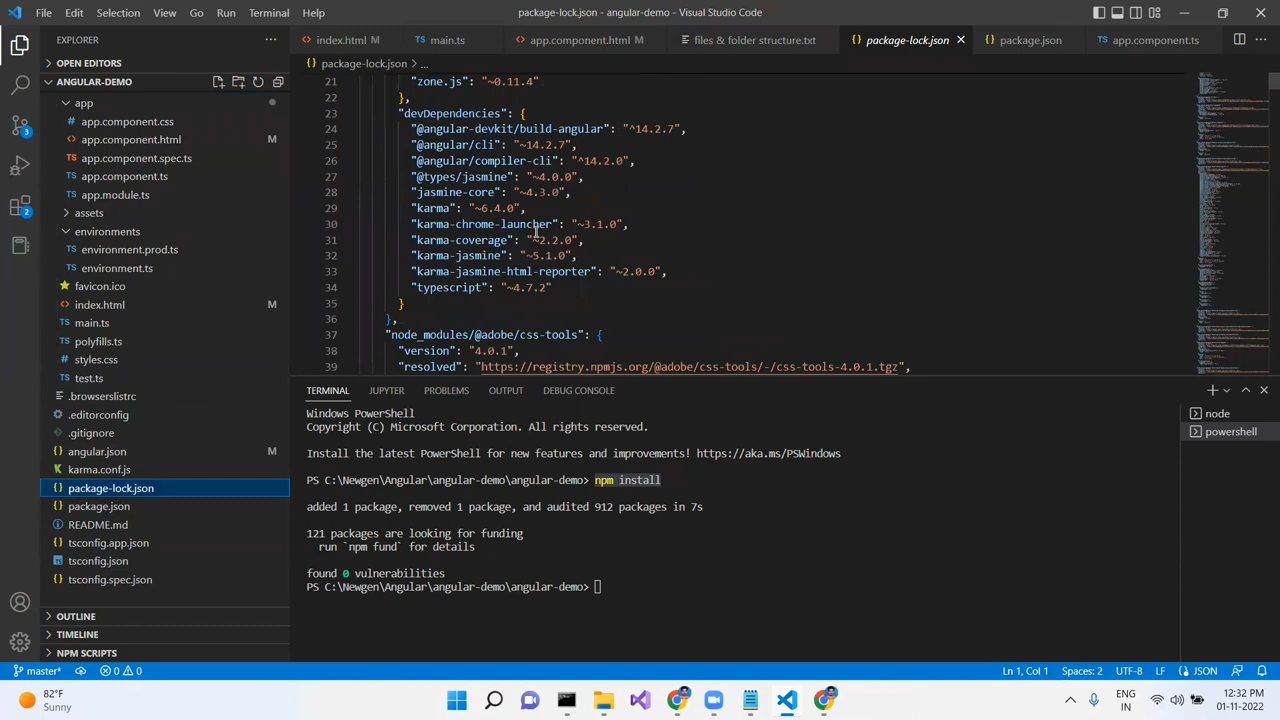 File Edit Selection View Go Run Terminal Help
package-lock.json - angular-demo - Visual Studio Code
EXPLORER
OPEN EDITORS
ANGULAR-DEMO
app
app.component.css
app.component.html M
app.component.spec.ts
app.component.ts
app.module.ts
assets
environments
environment.prod.ts
environment.ts
favicon.ico
index.html M
main.ts
polyfills.ts
styles.css
test.ts
.browserslistrc
.editorconfig
.gitignore
angular.json M
karma.conf.js
package-lock.json
package.json
README.md
tsconfig.app.json
tsconfig.json
tsconfig.spec.json
OUTLINE
TIMELINE
NPM SCRIPTS
3
2
index.html M main.ts app.component.html M files & folder structure.txt package-lock.json package.json app.component.ts
package-lock.json > ...
21 "zone.js": "~0.11.4"
22 },
23 "devDependencies": {
24 "@angular-devkit/build-angular": "^14.2.7",
25 "@angular/cli": "~14.2.7",
26 "@angular/compiler-cli": "^14.2.0",
27 "@types/jasmine": "~4.0.0",
28 "jasmine-core": "~4.3.0",
29 "karma": "~6.4.0",
30 "karma-chrome-launcher": "~3.1.0",
31 "karma-coverage": "~2.2.0",
32 "karma-jasmine": "~5.1.0",
33 "karma-jasmine-html-reporter": "~2.0.0",
34 "typescript": "~4.7.2"
35 }
36 },
37 "node_modules/@adobe/css-tools": {
38 "version": "4.0.1",
39 "resolved": "https://registry.npmjs.org/@adobe/css-tools/-/css-tools-4.0.1.tgz",
TERMINAL JUPYTER PROBLEMS OUTPUT DEBUG CONSOLE
Windows PowerShell
Copyright (C) Microsoft Corporation. All rights reserved.
Install the latest PowerShell for new features and improvements! https://aka.ms/PSWindows
PS C:\Newgen\Angular\angular-demo\angular-demo> npm install
added 1 package, removed 1 package, and audited 912 packages in 7s
121 packages are looking for funding
run `npm fund` for details
found 0 vulnerabilities
PS C:\Newgen\Angular\angular-demo\angular-demo>
node
powershell
master* 0 0
Ln 1, Col 1 Spaces: 2 UTF-8 LF JSON
82°F
Sunny
ENG
IN
12:32 PM
01-11-2022